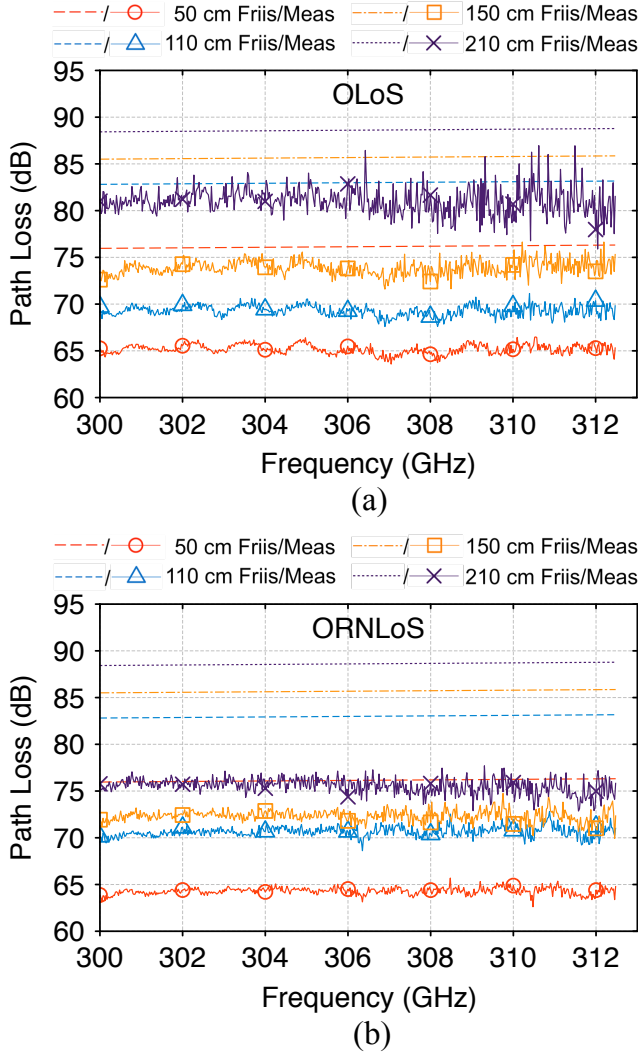 / 50 cm Friis/Meas / 150 cm Friis/Meas
/ 110 cm Friis/Meas / 210 cm Friis/Meas
OLoS
Path Loss (dB)
95
90
85
80
75
70
65
60
300 302 304 306 308 310 312
Frequency (GHz)
(a)
/ 50 cm Friis/Meas / 150 cm Friis/Meas
/ 110 cm Friis/Meas / 210 cm Friis/Meas
ORNLoS
Path Loss (dB)
95
90
85
80
75
70
65
60
300 302 304 306 308 310 312
Frequency (GHz)
(b)